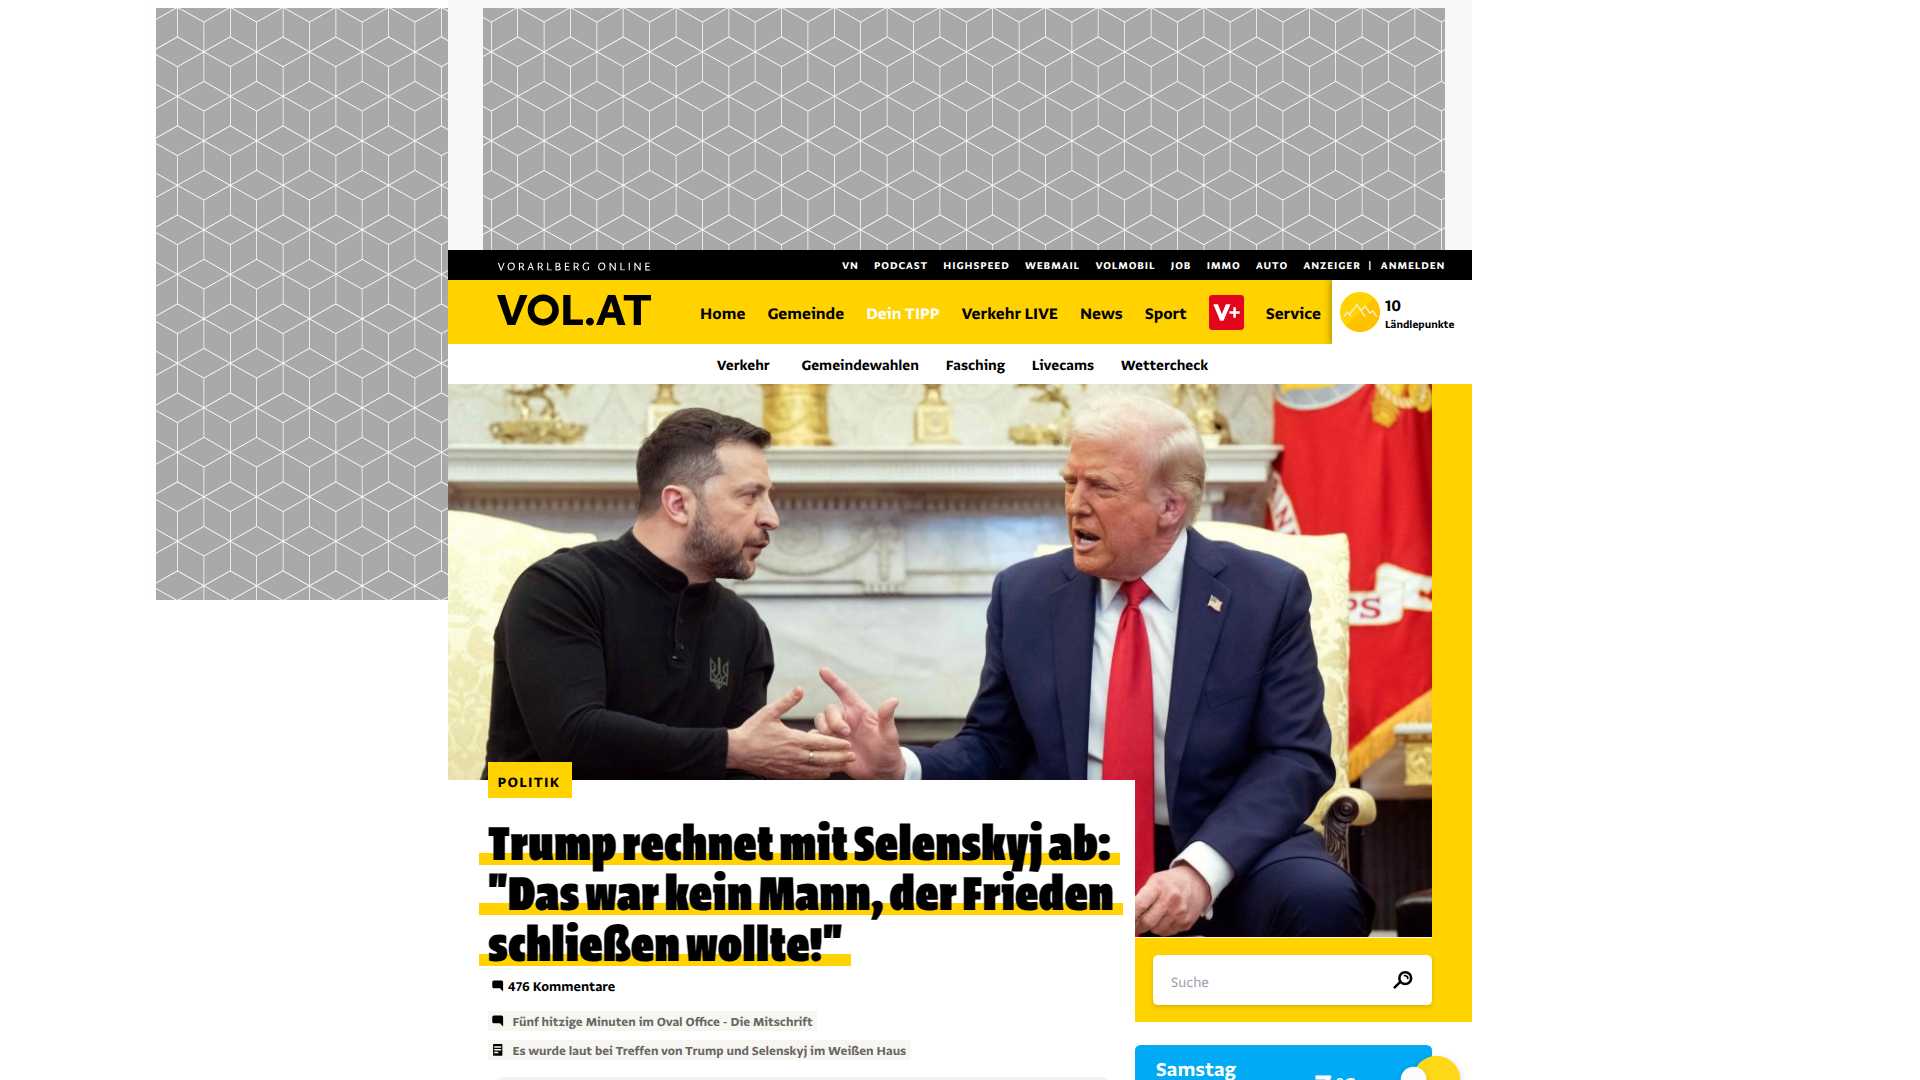 VORARLBERG ONLINE
VN PODCAST HIGHSPEED WEBMAIL VOLMOBIL JOB IMMO AUTO ANZEIGER | ANMELDEN
VOL.AT
Home Gemeinde Dein TIPP Verkehr LIVE News Sport V+ Service
10
Ländlepunkte
Verkehr Gemeindewahlen Fasching Livecams Wettercheck
PS
POLITIK
Trump rechnet mit Selenskyj ab:
"Das war kein Mann, der Frieden
schließen wollte!"
476 Kommentare
Fünf hitzige Minuten im Oval Office - Die Mitschrift
Es wurde laut bei Treffen von Trump und Selenskyj im Weißen Haus
Suche
Samstag